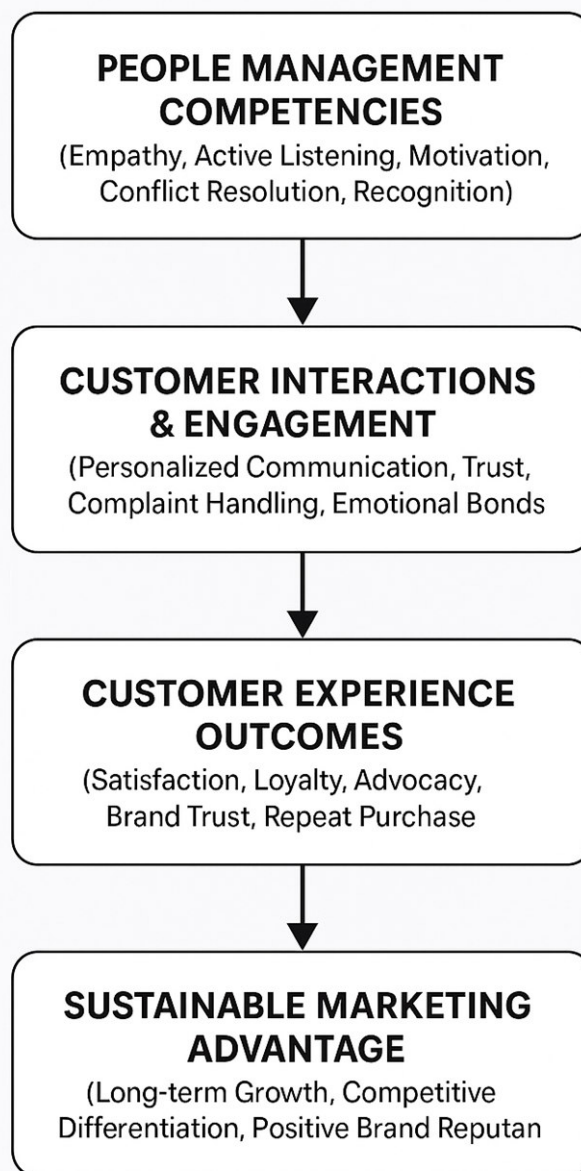 PEOPLE MANAGEMENT
COMPETENCIES
(Empathy, Active Listening, Motivation,
Conflict Resolution, Recognition)
CUSTOMER INTERACTIONS
& ENGAGEMENT
(Personalized Communication, Trust,
Complaint Handling, Emotional Bonds
CUSTOMER EXPERIENCE
OUTCOMES
(Satisfaction, Loyalty, Advocacy,
Brand Trust, Repeat Purchase
SUSTAINABLE MARKETING
ADVANTAGE
(Long-term Growth, Competitive
Differentiation, Positive Brand Reputan